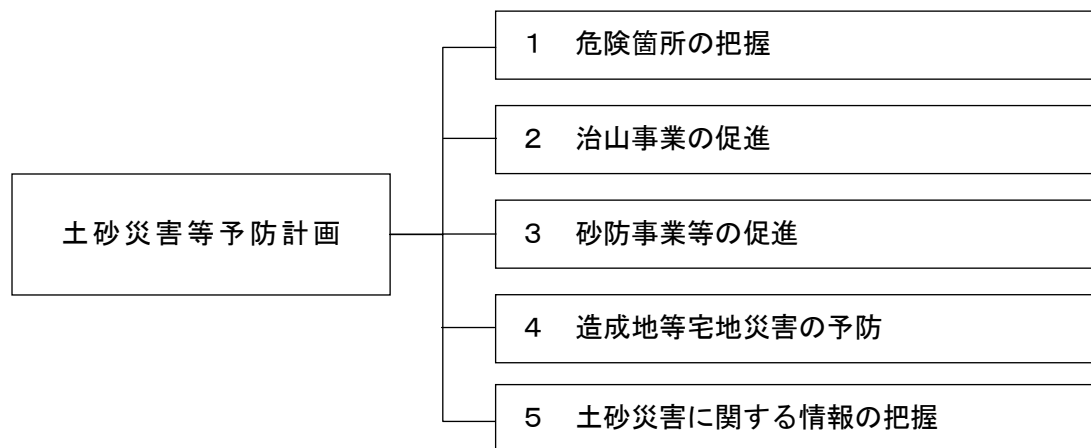 土砂災害等予防計画
１　危険箇所の把握
２　治山事業の促進
３　砂防事業等の促進
４　造成地等宅地災害の予防
５　土砂災害に関する情報の把握